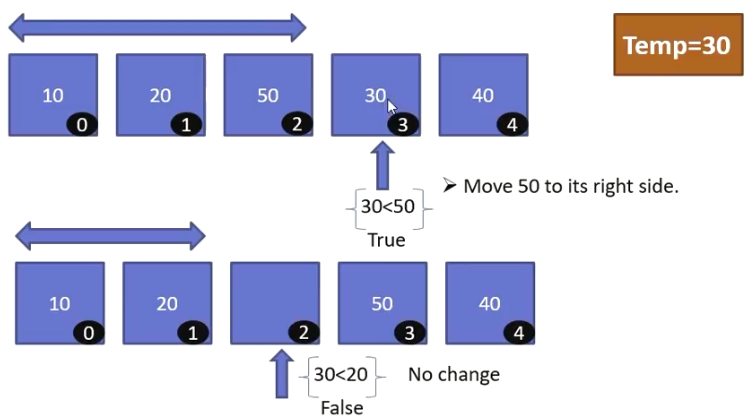 Temp=30
10 20 50 30 40
0 1 2 3 4
30<50
True
➢ Move 50 to its right side.
10 20 50 40
0 1 2 3 4
30<20 No change
False